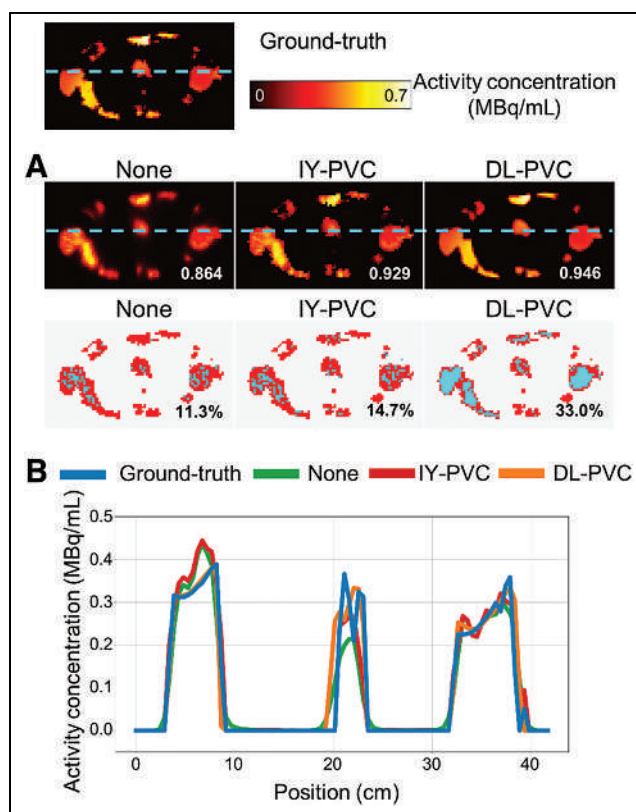 Ground-truth
0 0.7 Activity concentration
(MBq/mL)
A None IY-PVC DL-PVC
0.864 0.929 0.946
None IY-PVC DL-PVC
11.3% 14.7% 33.0%
B Ground-truth None IY-PVC DL-PVC
Activity concentration (MBq/mL)
0.5
0.4
0.3
0.2
0.1
0.0
0 10 20 30 40
Position (cm)